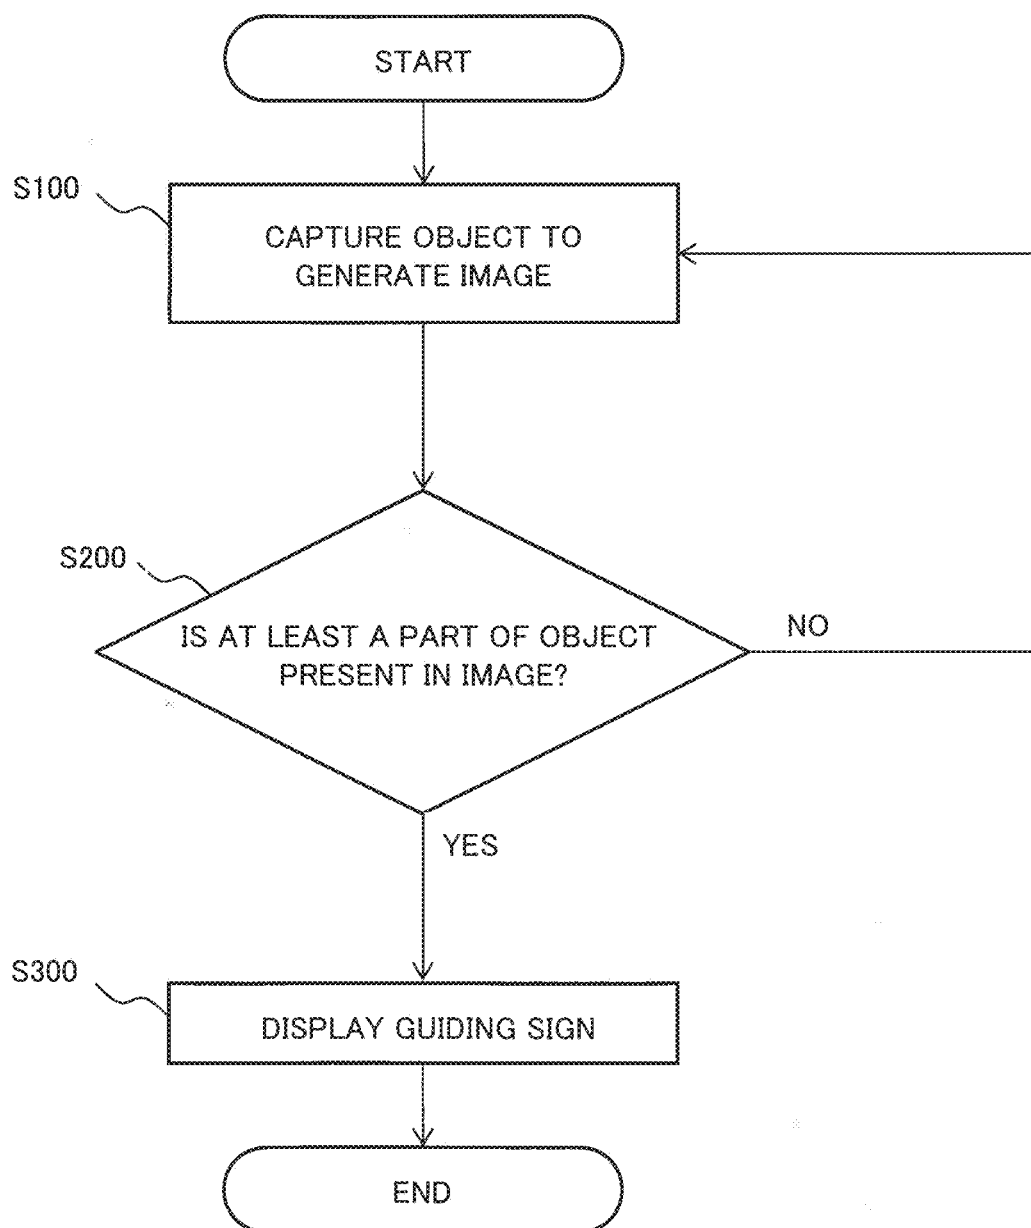 START
S100
CAPTURE OBJECT TO
GENERATE IMAGE
S200
IS AT LEAST A PART OF OBJECT
PRESENT IN IMAGE?
NO
YES
S300
DISPLAY GUIDING SIGN
END